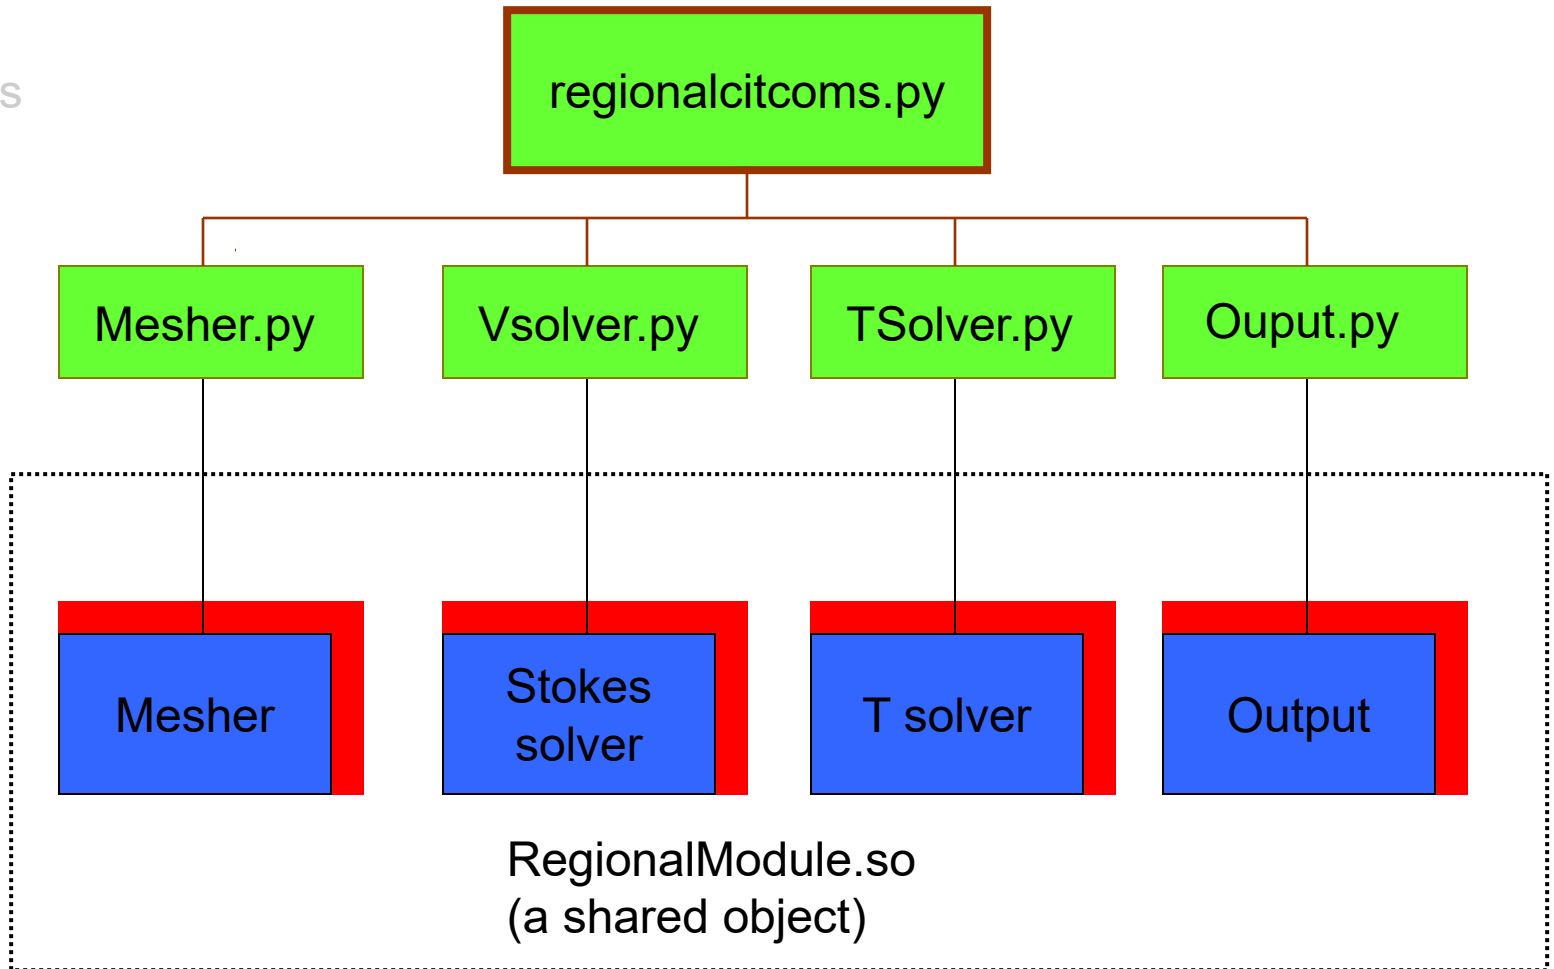 regionalcitcoms.py
s
Mesher.py
Vsolver.py
TSolver.py
Ouput.py
Mesher
Stokes
solver
T solver
Output
RegionalModule.so
(a shared object)